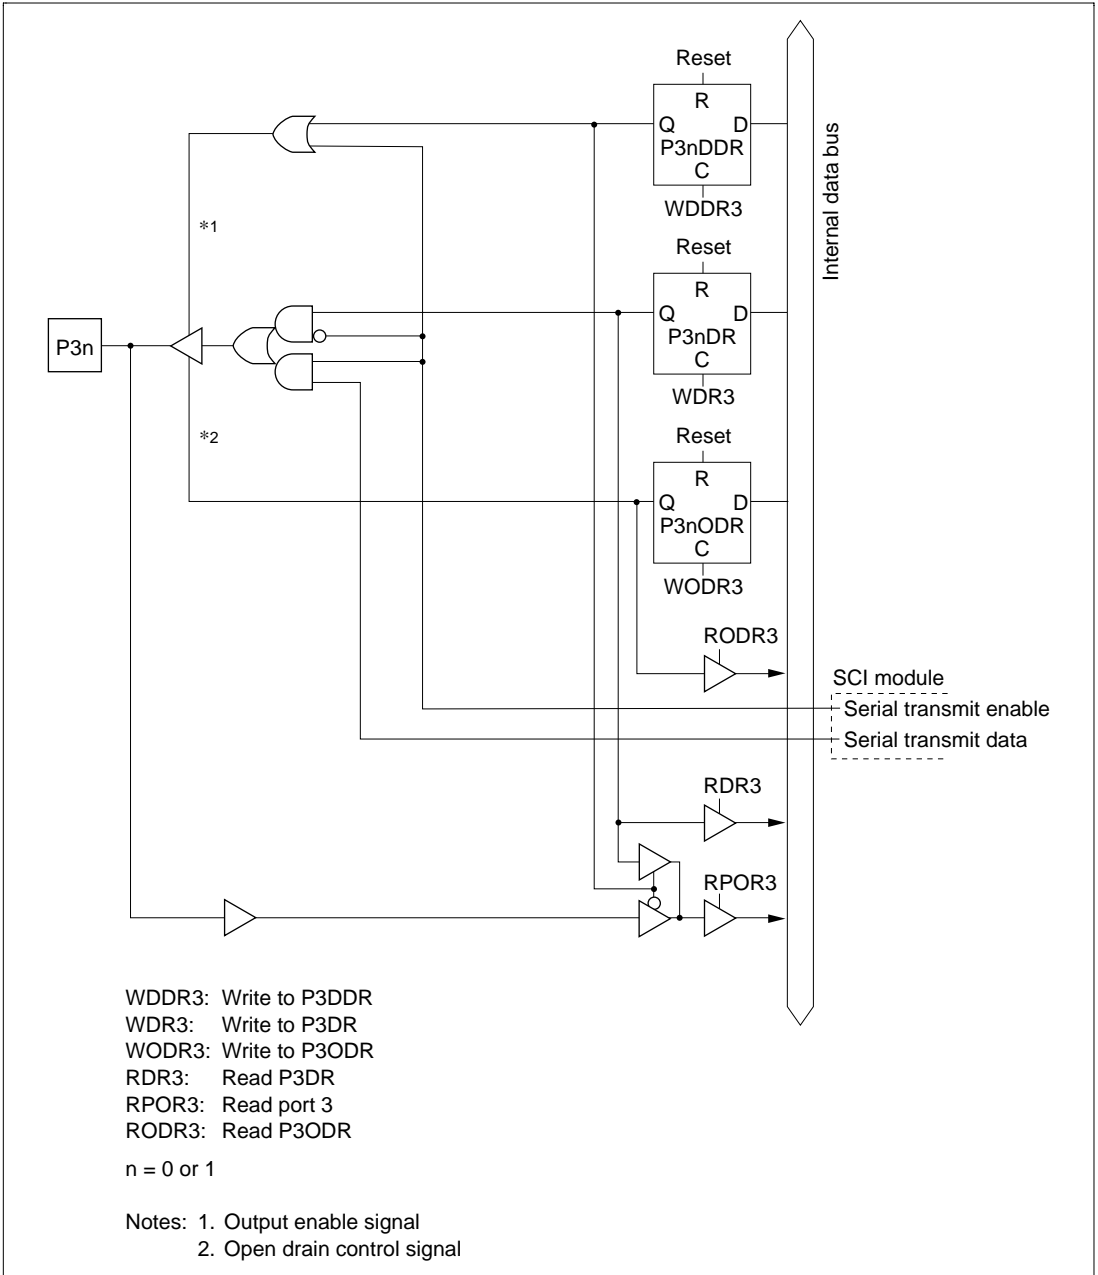 Reset
R
Q D
P3nDDR
C
WDDR3
Internal data bus
*1
Reset
R
Q D
P3nDR
C
WDR3
P3n
*2
Reset
R
Q D
P3nODR
C
WODR3
RODR3
SCI module
Serial transmit enable
Serial transmit data
RDR3
RPOR3
WDDR3: Write to P3DDR
WDR3: Write to P3DR
WODR3: Write to P3ODR
RDR3: Read P3DR
RPOR3: Read port 3
RODR3: Read P3ODR
n = 0 or 1
Notes: 1. Output enable signal
2. Open drain control signal